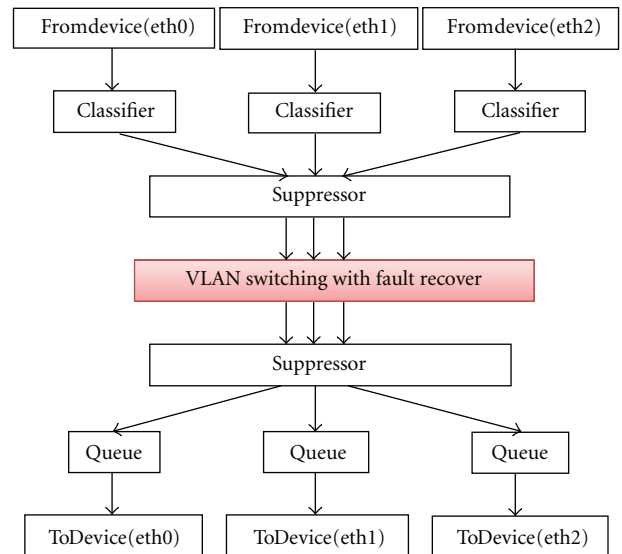 Fromdevice(eth0)
Fromdevice(eth1)
Fromdevice(eth2)
Classifier
Classifier
Classifier
Suppressor
VLAN switching with fault recover
Suppressor
Queue
Queue
Queue
ToDevice(eth0)
ToDevice(eth1)
ToDevice(eth2)